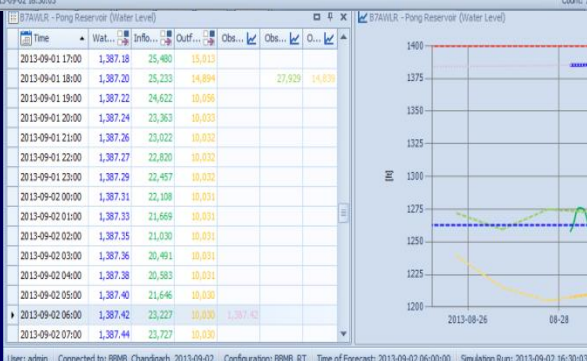 B7AWLR - Pong Reservoir (Water Level)
Time Wat... Inflo... Outf... Obs... Obs... O...
2013-09-01 17:00 1,387.18 25,480 15,013
2013-09-01 18:00 1,387.20 25,233 14,894 27,929 14,839
2013-09-01 19:00 1,387.22 24,622 10,056
2013-09-01 20:00 1,387.24 23,363 10,033
2013-09-01 21:00 1,387.26 23,022 10,032
2013-09-01 22:00 1,387.27 22,820 10,032
2013-09-01 23:00 1,387.29 22,457 10,032
2013-09-02 00:00 1,387.31 22,108 10,031
2013-09-02 01:00 1,387.33 21,669 10,031
2013-09-02 02:00 1,387.35 21,030 10,031
2013-09-02 03:00 1,387.36 20,491 10,031
2013-09-02 04:00 1,387.38 20,583 10,031
2013-09-02 05:00 1,387.40 21,646 10,030
2013-09-02 06:00 1,387.42 23,227 10,030 1,387.42
2013-09-02 07:00 1,387.44 23,727 10,030
B7AWLR - Pong Reservoir (Water Level)
1400
1375
1350
1325
[ft]
1300
1275
1250
1225
1200
2013-08-26 08-28
User: admin Connected to: BBMB_Chandigarh_2013-09-02 Configuration: BBMB_RT Time of Forecast: 2013-09-02 06:00:00 Simulation Run: 2013-09-02 16:30:0